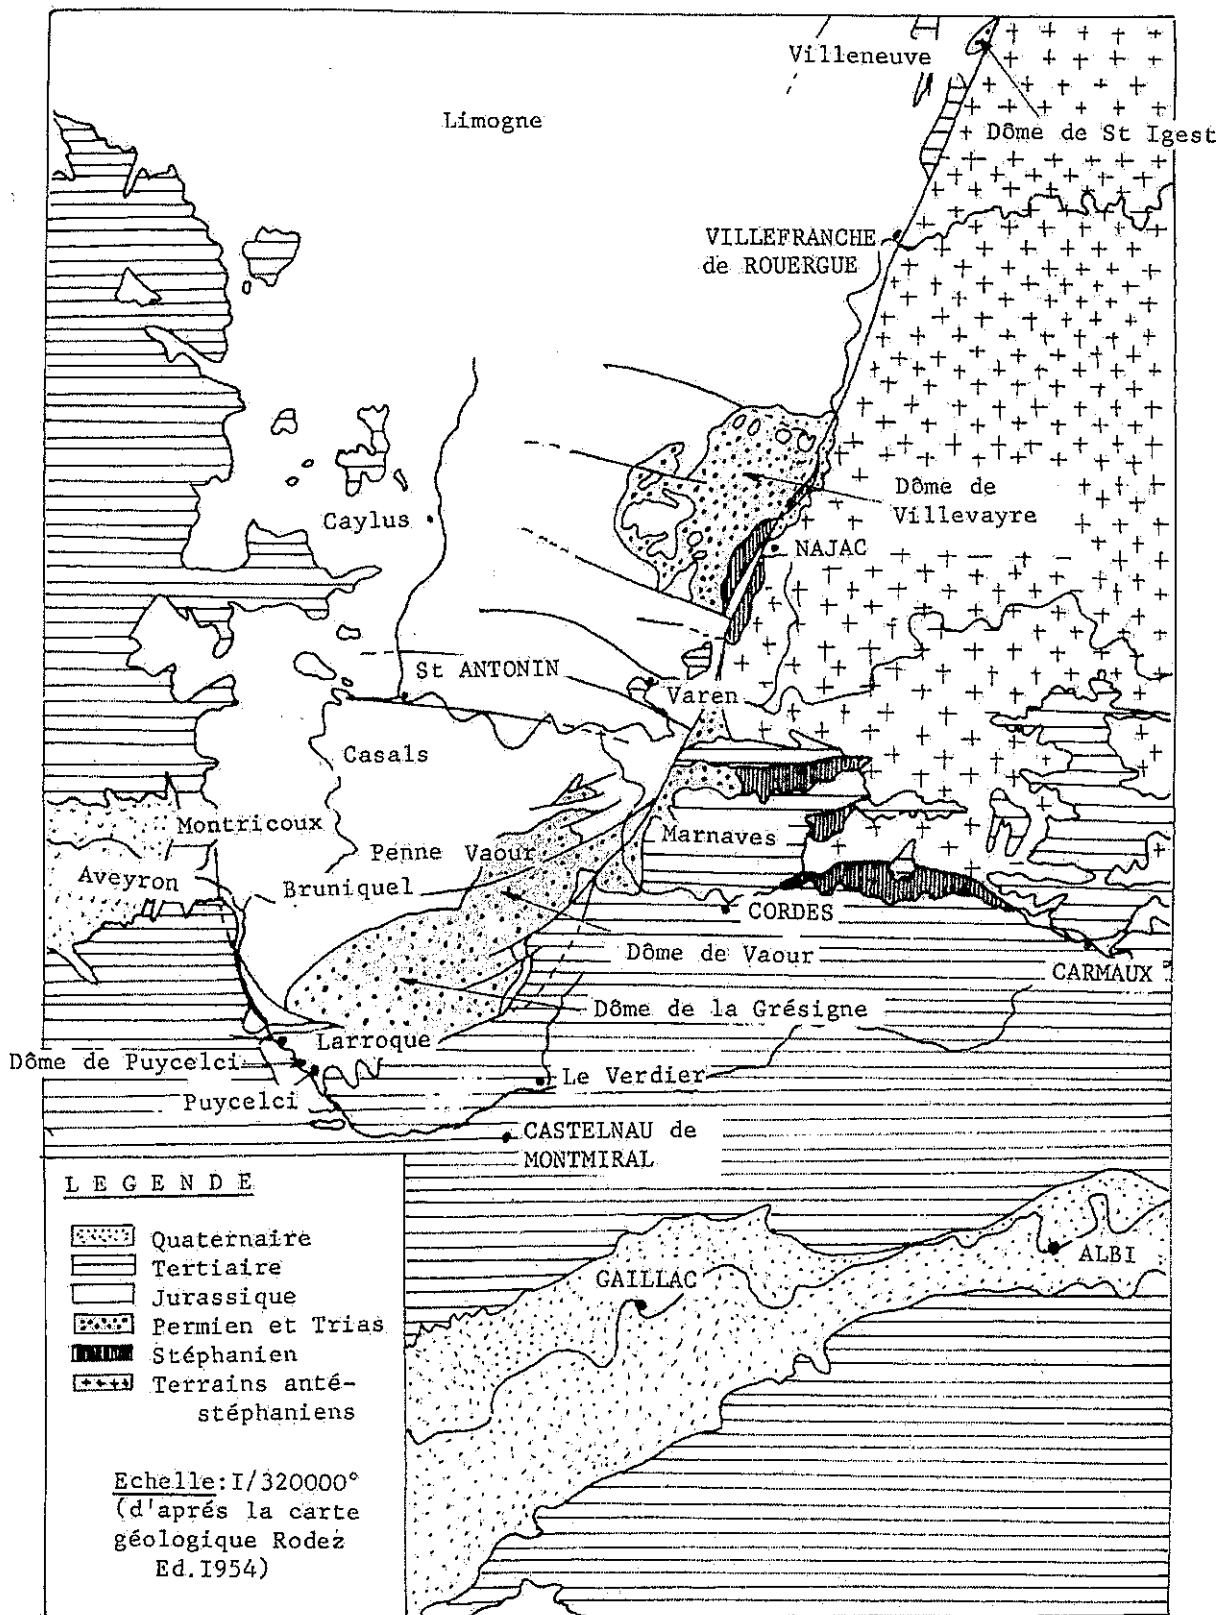 Villeneuve
Limogne
Dôme de St Igest
VILLEFRANCHE
de ROUERGUE
Dôme de
Villevayre
Caylus
NAJAC
St ANTONIN
Varen
Casals
Montricoux
Marnaves
Penne Vaour
Aveyron
Bruniquel
CORDES
Dôme de Vaour
CARMAUX
Dôme de la Grésigne
Larroque
Dôme de Puycelci
Le Verdier
Puycelci
CASTELNAU de
MONTMIRAL
LEGENDE
Quaternaire
Tertiaire
Jurassique
Permien et Trias
Stéphanien
Terrains anté-
stéphaniens
ALBI
GAILLAC
Echelle:I/320000°
(d'aprés la carte
géologique Rodez
Ed.I954)